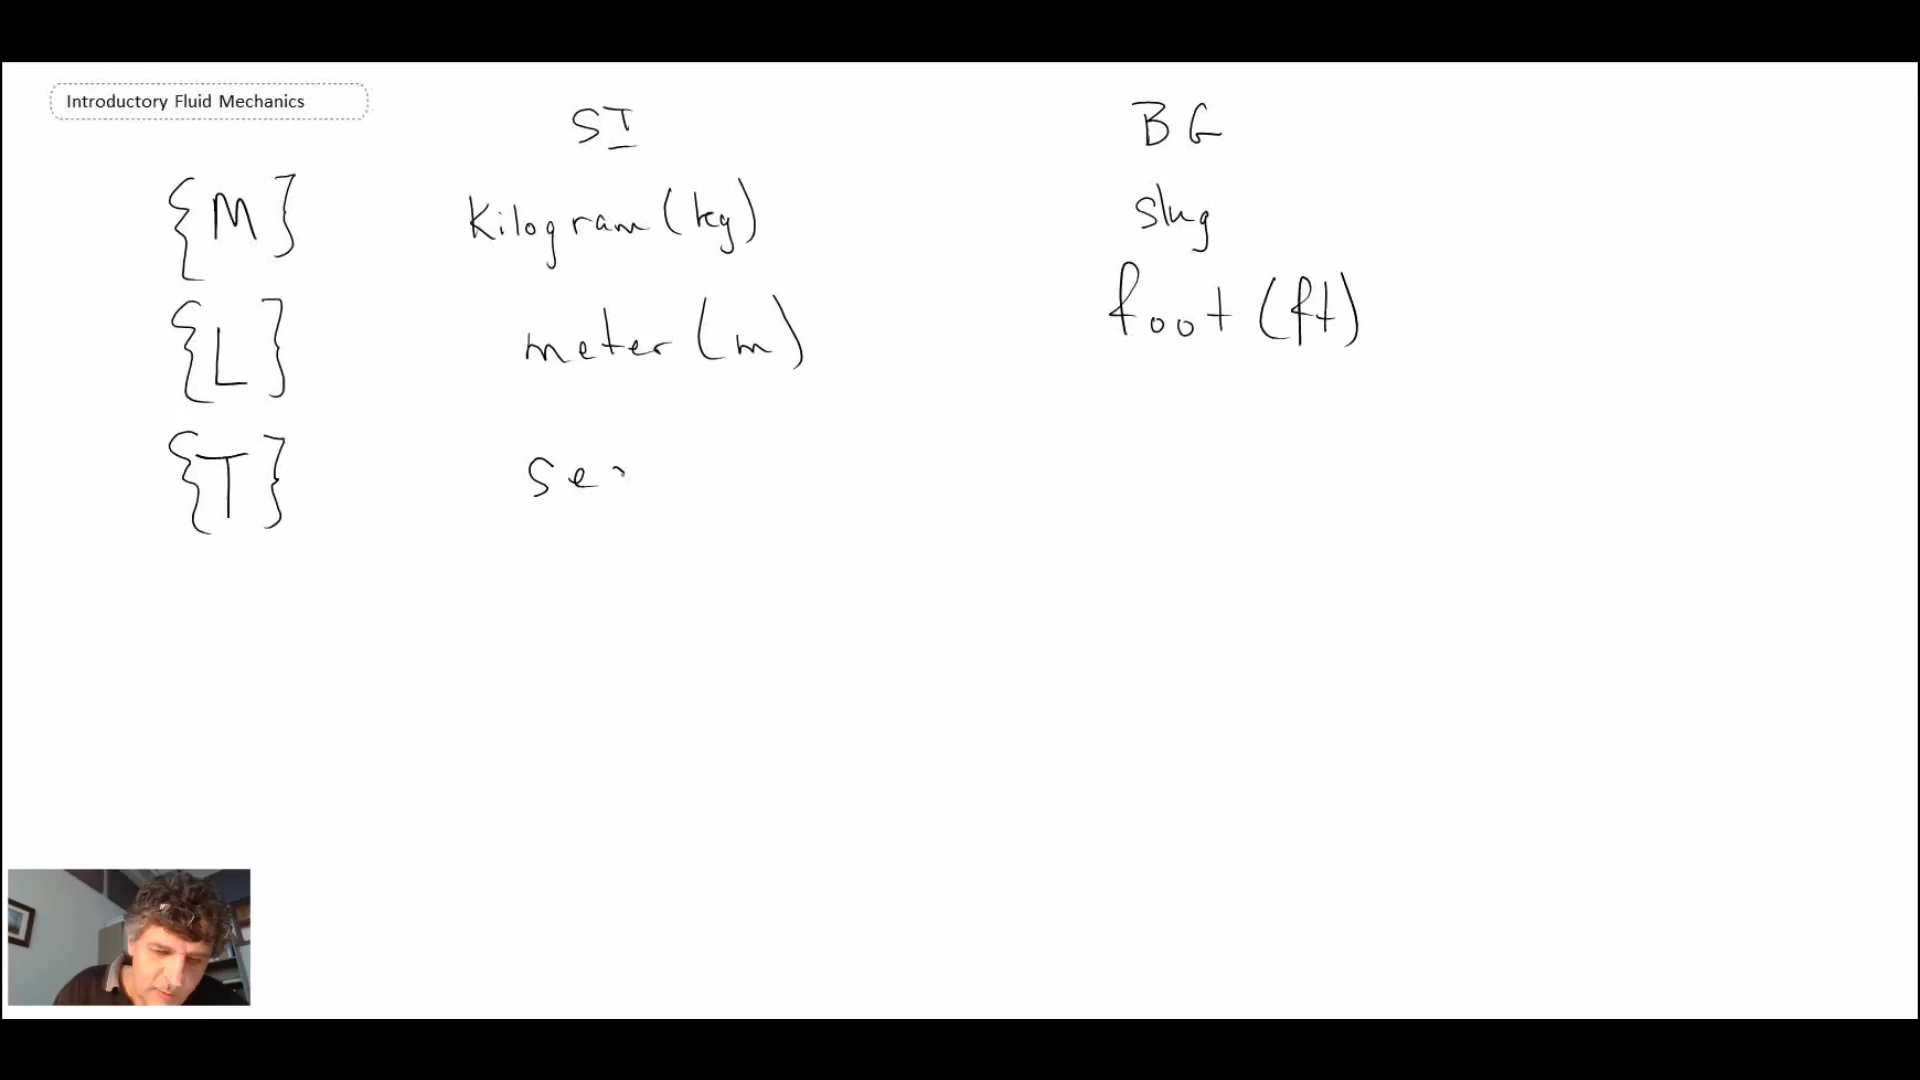 Introductory Fluid Mechanics
SI BG
{M} Kilogram (kg) slug
{L} meter (m) foot (ft)
{T} Se